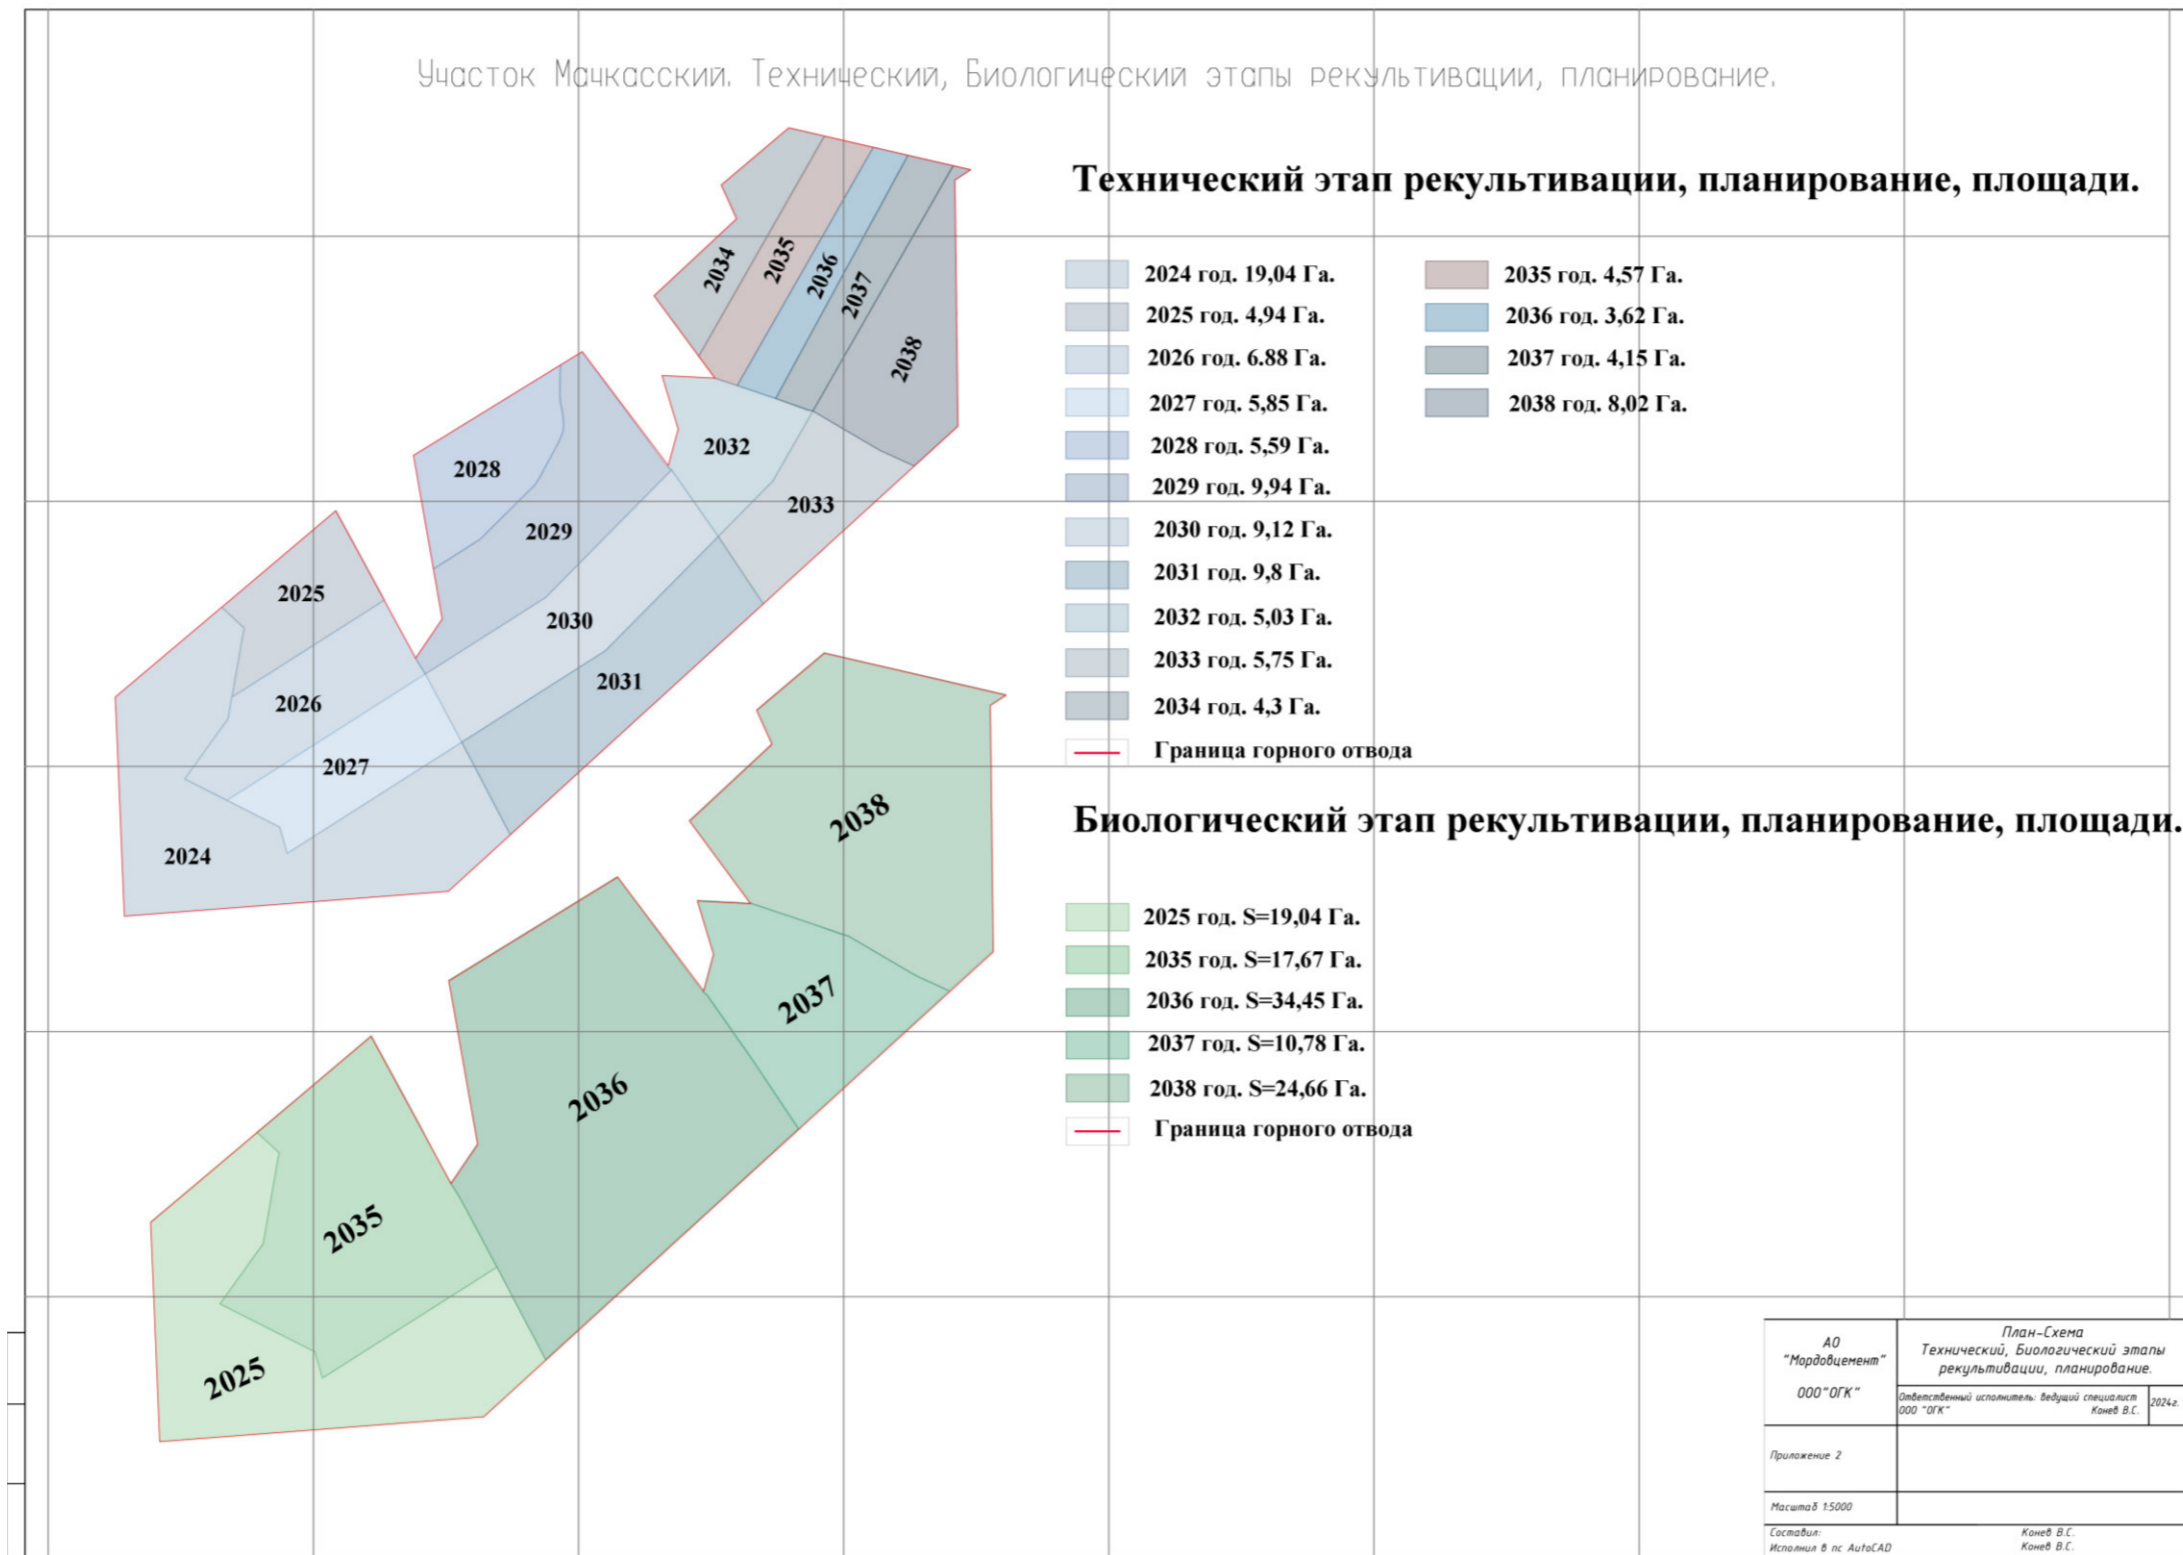 Участок Мачкасский. Технический, Биологический этапы рекультивации, планирование.
Технический этап рекультивации, планирование, площади.
2024 год. 19,04 Га.
2025 год. 4,94 Га.
2026 год. 6.88 Га.
2027 год. 5,85 Га.
2028 год. 5,59 Га.
2029 год. 9,94 Га.
2030 год. 9,12 Га.
2031 год. 9,8 Га.
2032 год. 5,03 Га.
2033 год. 5,75 Га.
2034 год. 4,3 Га.
Граница горного отвода
2035 год. 4,57 Га.
2036 год. 3,62 Га.
2037 год. 4,15 Га.
2038 год. 8,02 Га.
2034
2035
2036
2037
2038
2032
2033
2028
2029
2025
2030
2031
2026
2027
2024
Биологический этап рекультивации, планирование, площади.
2025 год. S=19,04 Га.
2035 год. S=17,67 Га.
2036 год. S=34,45 Га.
2037 год. S=10,78 Га.
2038 год. S=24,66 Га.
Граница горного отвода
2038
2037
2036
2035
2025
АО
"Мордовцемент"
ООО"ОГК"
План-Схема
Технический, Биологический этапы
рекультивации, планирование.
Ответственный исполнитель: ведущий специалист
ООО "ОГК" Конев В.С.
2024г.
Приложение 2
Масштаб 1:5000
Составил: Конев В.С.
Исполнил в пс AutoCAD Конев В.С.